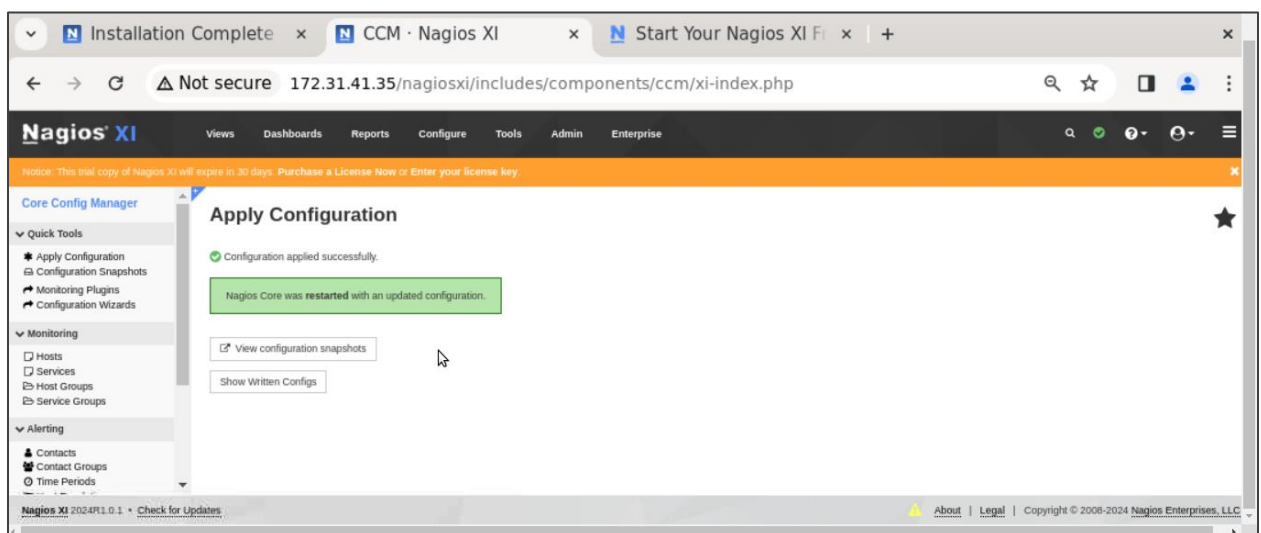 Installation Complete
CCM · Nagios XI
Start Your Nagios XI Fr
Not secure 172.31.41.35/nagiosxi/includes/components/ccm/xi-index.php
Nagios® XI Views Dashboards Reports Configure Tools Admin Enterprise
Notice: This trial copy of Nagios XI will expire in 30 days. Purchase a License Now or Enter your license key.
Core Config Manager
Quick Tools
Apply Configuration
Configuration Snapshots
Monitoring Plugins
Configuration Wizards
Monitoring
Hosts
Services
Host Groups
Service Groups
Alerting
Contacts
Contact Groups
Time Periods
Apply Configuration
Configuration applied successfully.
Nagios Core was restarted with an updated configuration.
View configuration snapshots
Show Written Configs
Nagios XI 2024R1.0.1 • Check for Updates
About | Legal | Copyright © 2008-2024 Nagios Enterprises, LLC